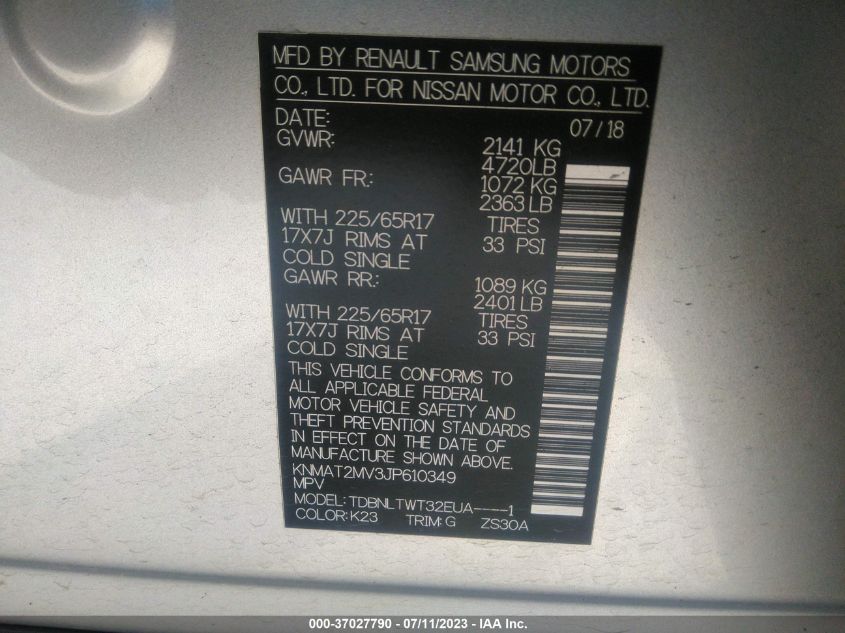 MFD BY RENAULT SAMSUNG MOTORS
CO., LTD. FOR NISSAN MOTOR CO., LTD.
DATE: 07/18
GVWR: 2141 KG
4720LB
GAWR FR.: 1072 KG
2363 LB
WITH 225/65R17 TIRES
17X7J RIMS AT 33 PSI
COLD SINGLE
GAWR RR.: 1089 KG
2401 LB
WITH 225/65R17 TIRES
17X7J RIMS AT 33 PSI
COLD SINGLE
THIS VEHICLE CONFORMS TO
ALL APPLICABLE FEDERAL
MOTOR VEHICLE SAFETY AND
THEFT PREVENTION STANDARDS
IN EFFECT ON THE DATE OF
MANUFACTURE SHOWN ABOVE.
KNMAT2MV3JP610349
MPV
MODEL: TDBNLTWT32EUA----1
COLOR: K23 TRIM: G ZS30A
000-37027790 - 07/11/2023 - IAA Inc.